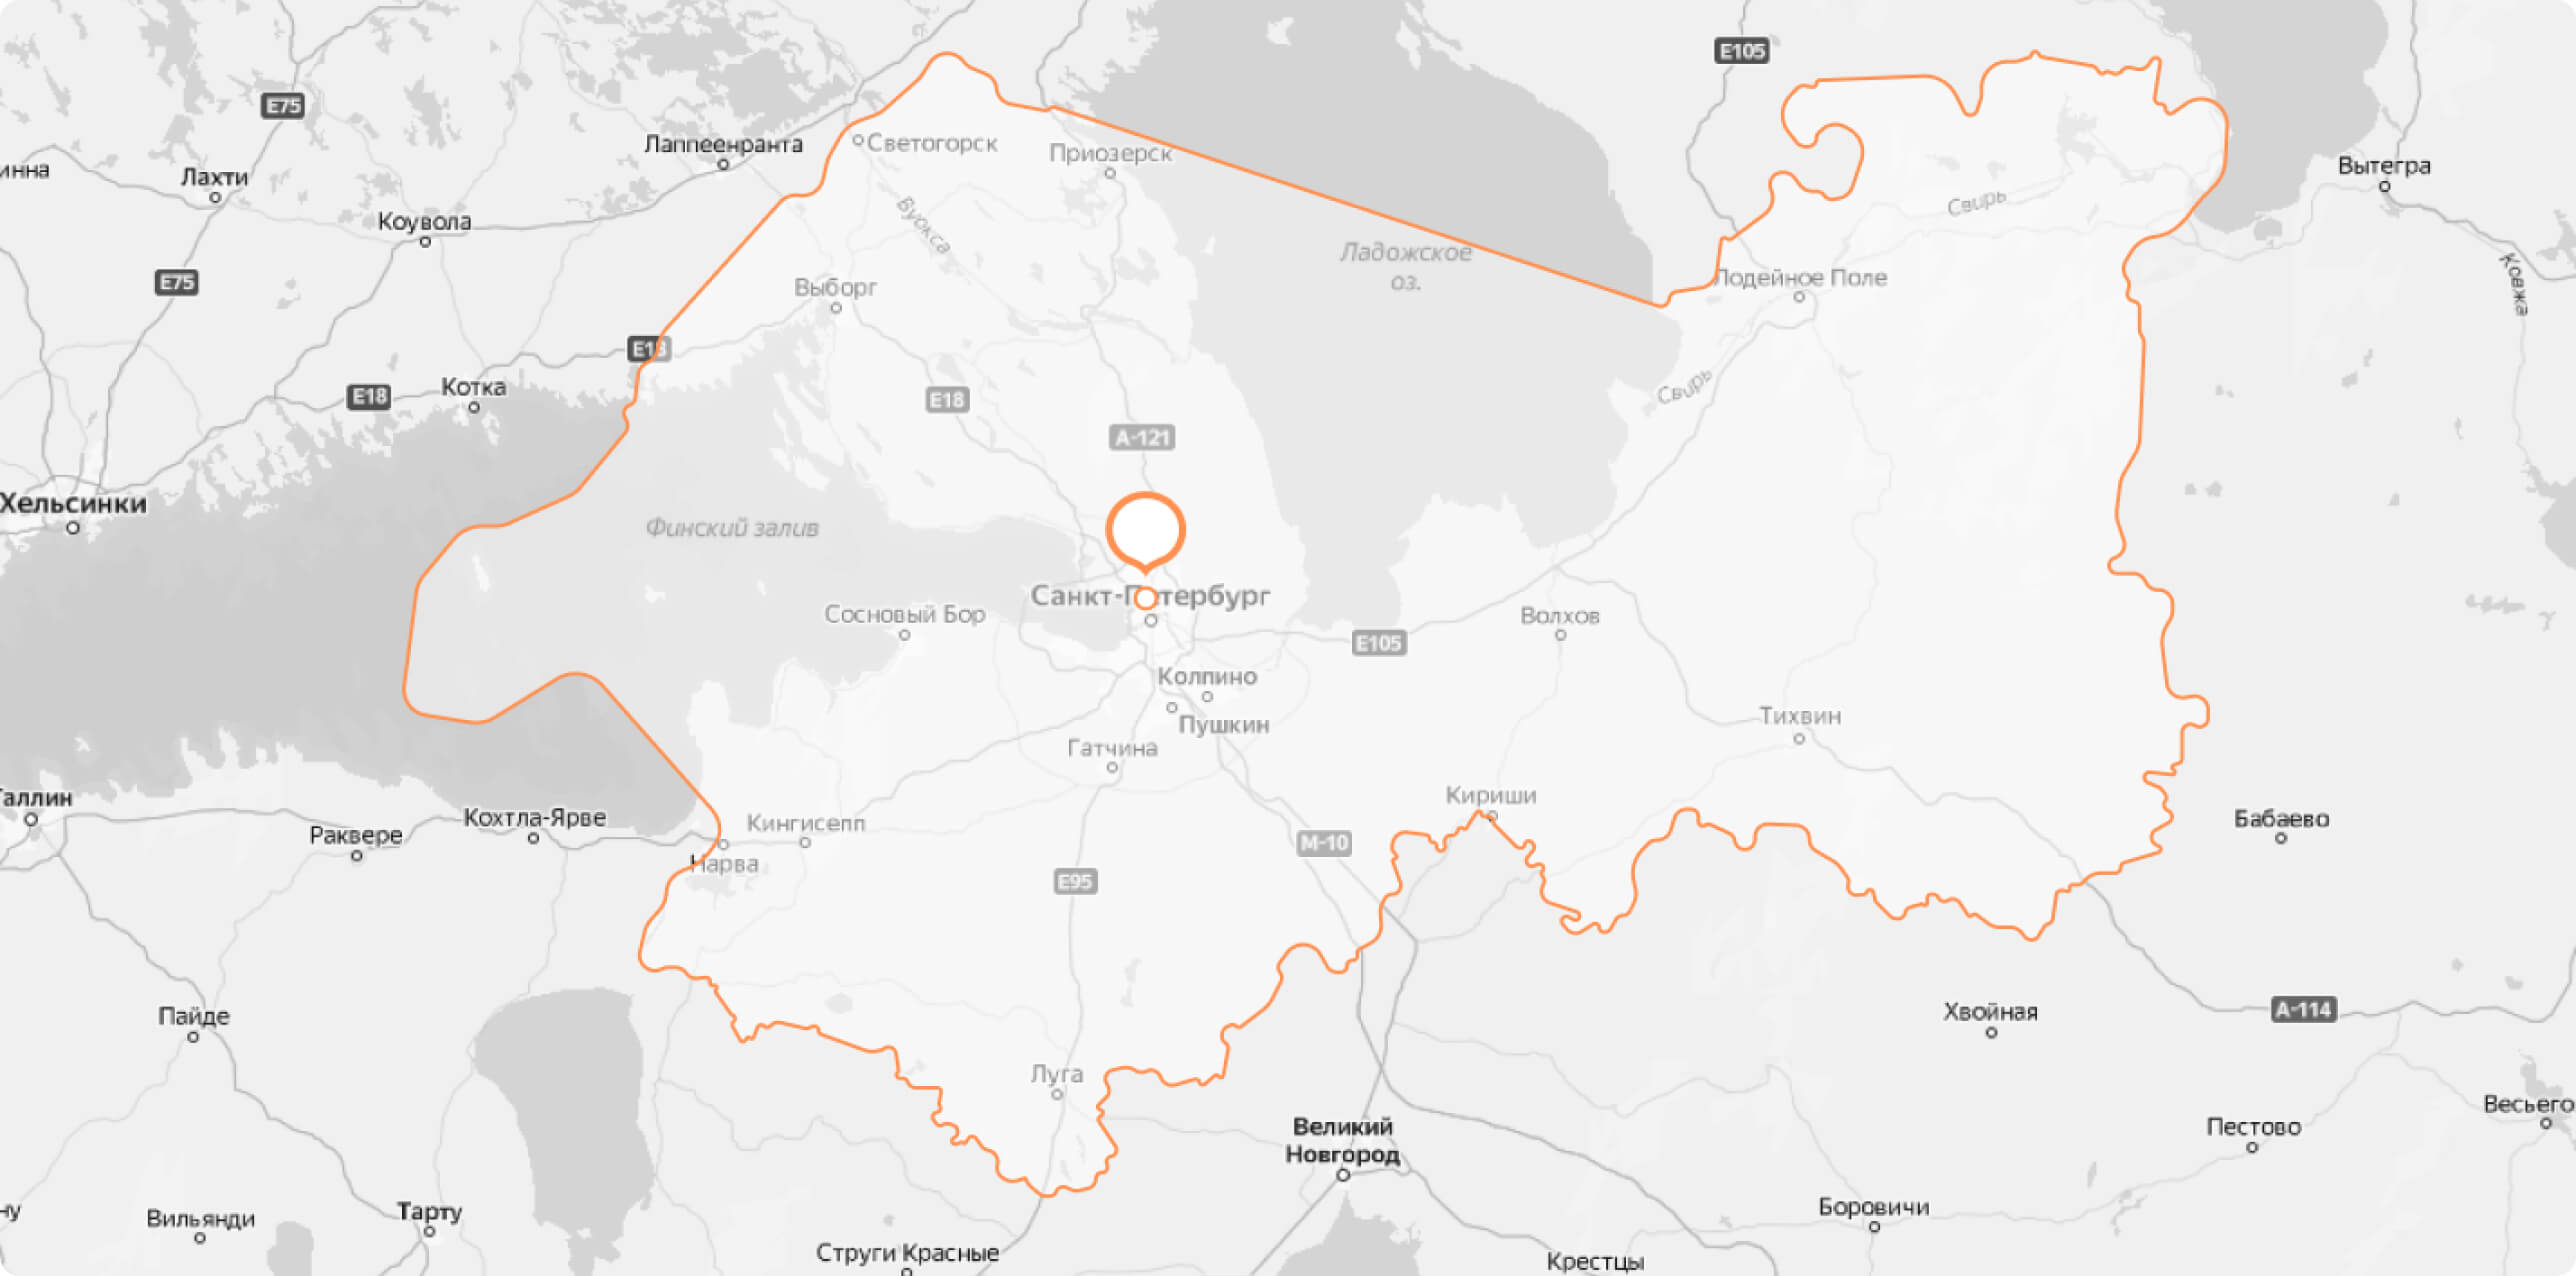 E105
E75
Лаппеенранта
Светогорск
Приозерск
инна
Лахти
Вытегра
Свирь
Вуокса
Коувола
Ладожское
оз.
E75
Лодейное Поле
Выборг
Ковжа
E18
Котка
E18
E18
Свирь
A-121
Хельсинки
Финский залив
Санкт-П тербург
Сосновый Бор
Волхов
E105
Колпино
Пушкин
Тихвин
Гатчина
Таллин
Кириши
Кохтла-Ярве
Раквере
Кингисепп
Бабаево
М-10
Нарва
E95
Пайде
Хвойная
A-114
Луга
Весьего
Великий
Новгород
Пестово
ну
Вильянди
Тарту
Боровичи
Струги Красные
Крестцы